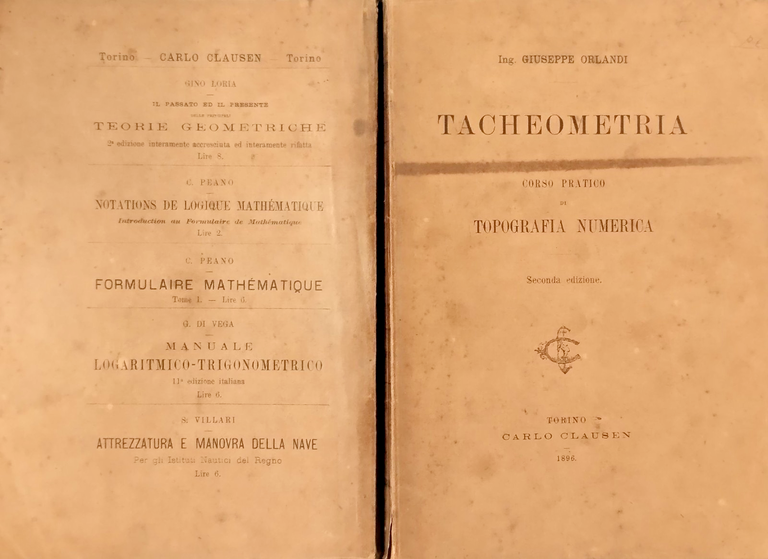 Torino — CARLO CLAUSEN — Torino
GINO LORIA
IL PASSATO ED IL PRESENTE
DELLE PRINCIPALI
TEORIE GEOMETRICHE
2ª edizione interamente accresciuta ed interamente rifatta
Lire 8.
C. PEANO
NOTATIONS DE LOGIQUE MATHÉMATIQUE
Introduction au Formulaire de Mathématique
Lire 2.
C. PEANO
FORMULAIRE MATHÉMATIQUE
Tome I. — Lire 6.
G. DI VEGA
MANUALE
LOGARITMICO-TRIGONOMETRICO
11ª edizione italiana
Lire 6.
S. VILLARI
ATTREZZATURA E MANOVRA DELLA NAVE
Per gli Istituti Nautici del Regno
Lire 6.
Ing. GIUSEPPE ORLANDI
TACHEOMETRIA
CORSO PRATICO
DI
TOPOGRAFIA NUMERICA
Seconda edizione.
TORINO
CARLO CLAUSEN
1896.